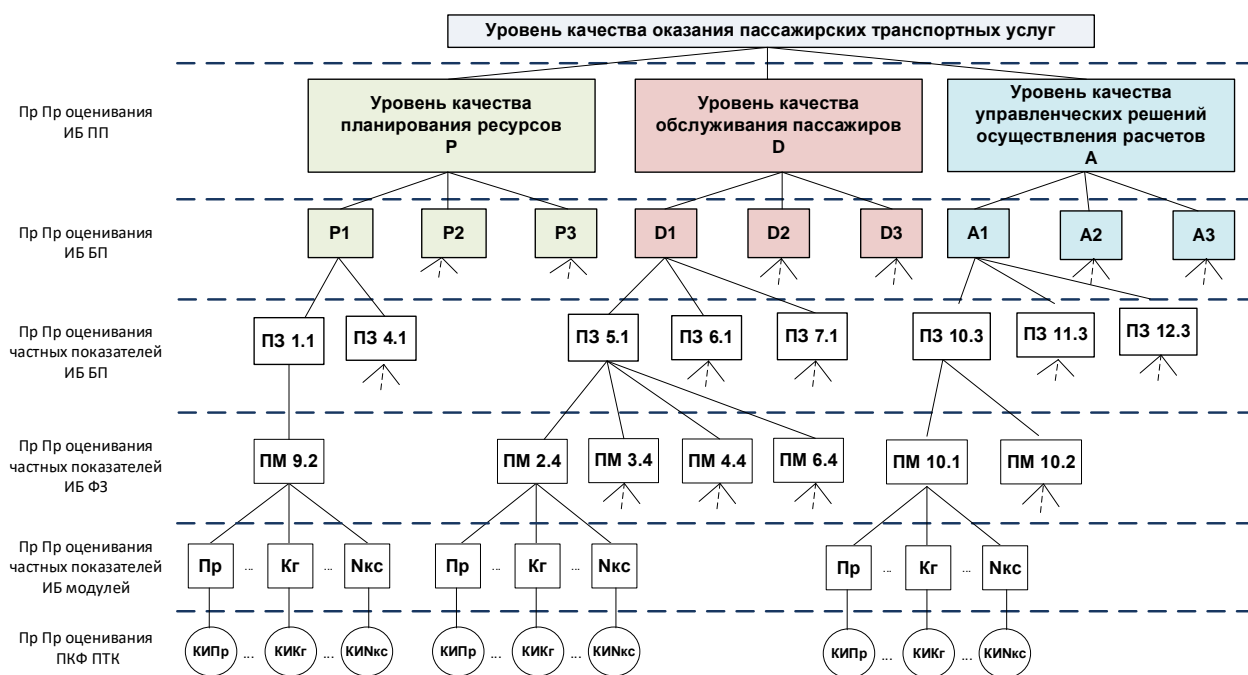 Уровень качества оказания пассажирских транспортных услуг
Пр Пр оценивания
ИБ ПП
Уровень качества
планирования ресурсов
P
Уровень качества
обслуживания пассажиров
D
Уровень качества
управленческих решений
осуществления расчетов
A
Пр Пр оценивания
ИБ БП
P1
P2
P3
D1
D2
D3
A1
A2
A3
Пр Пр оценивания
частных показателей
ИБ БП
ПЗ 1.1
ПЗ 4.1
ПЗ 5.1
ПЗ 6.1
ПЗ 7.1
ПЗ 10.3
ПЗ 11.3
ПЗ 12.3
Пр Пр оценивания
частных показателей
ИБ ФЗ
ПМ 9.2
ПМ 2.4
ПМ 3.4
ПМ 4.4
ПМ 6.4
ПМ 10.1
ПМ 10.2
Пр Пр оценивания
частных показателей
ИБ модулей
Пр ... Кг ... Nкс
Пр ... Кг ... Nкс
Пр ... Кг ... Nкс
Пр Пр оценивания
ПКФ ПТК
КИПр ... КИКг ... КИNкс
КИПр ... КИКг ... КИNкс
КИПр ... КИКг ... КИNкс